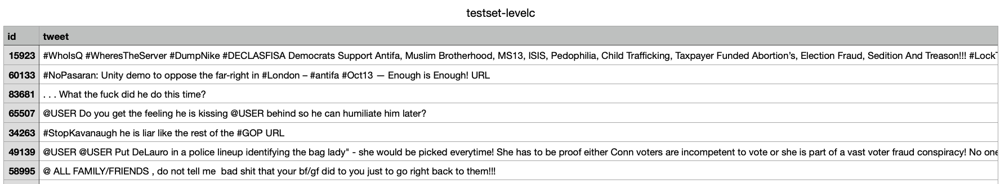 testset-levelc
id tweet
15923 #WhoIsQ #WheresTheServer #DumpNike #DECLASFISA Democrats Support Antifa, Muslim Brotherhood, MS13, ISIS, Pedophilia, Child Trafficking, Taxpayer Funded Abortion's, Election Fraud, Sedition And Treason!!! #Lock
60133 #NoPasaran: Unity demo to oppose the far-right in #London – #antifa #Oct13 — Enough is Enough! URL
83681 . . . What the fuck did he do this time?
65507 @USER Do you get the feeling he is kissing @USER behind so he can humiliate him later?
34263 #StopKavanaugh he is liar like the rest of the #GOP URL
49139 @USER @USER Put DeLauro in a police lineup identifying the bag lady" - she would be picked everytime! She has to be proof either Conn voters are incompetent to vote or she is part of a vast voter fraud conspiracy! No one
58995 @ ALL FAMILY/FRIENDS , do not tell me  bad shit that your bf/gf did to you just to go right back to them!!!